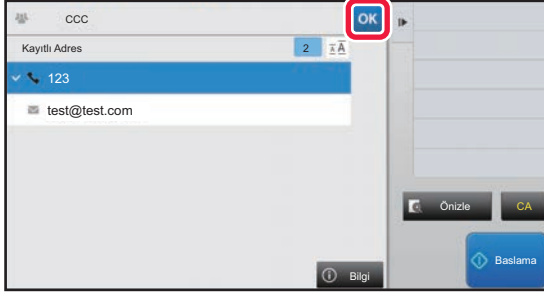 CCC
OK
Kayıtlı Adres
2
A A
123
test@test.com
Önizle
CA
Baslama
Bilgi